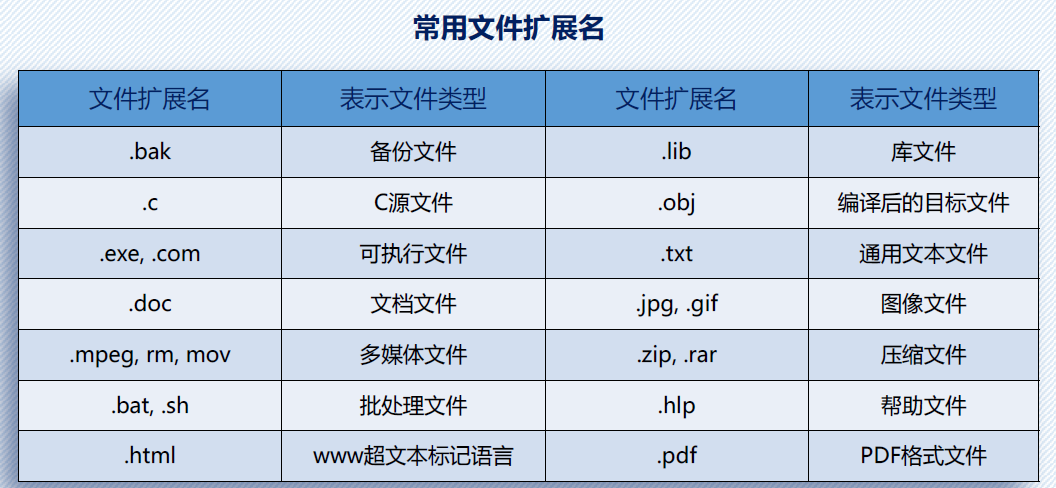 常用文件扩展名
文件扩展名 表示文件类型 文件扩展名 表示文件类型
.bak 备份文件 .lib 库文件
.c C源文件 .obj 编译后的目标文件
.exe, .com 可执行文件 .txt 通用文本文件
.doc 文档文件 .jpg, .gif 图像文件
.mpeg, rm, mov 多媒体文件 .zip, .rar 压缩文件
.bat, .sh 批处理文件 .hlp 帮助文件
.html www超文本标记语言 .pdf PDF格式文件